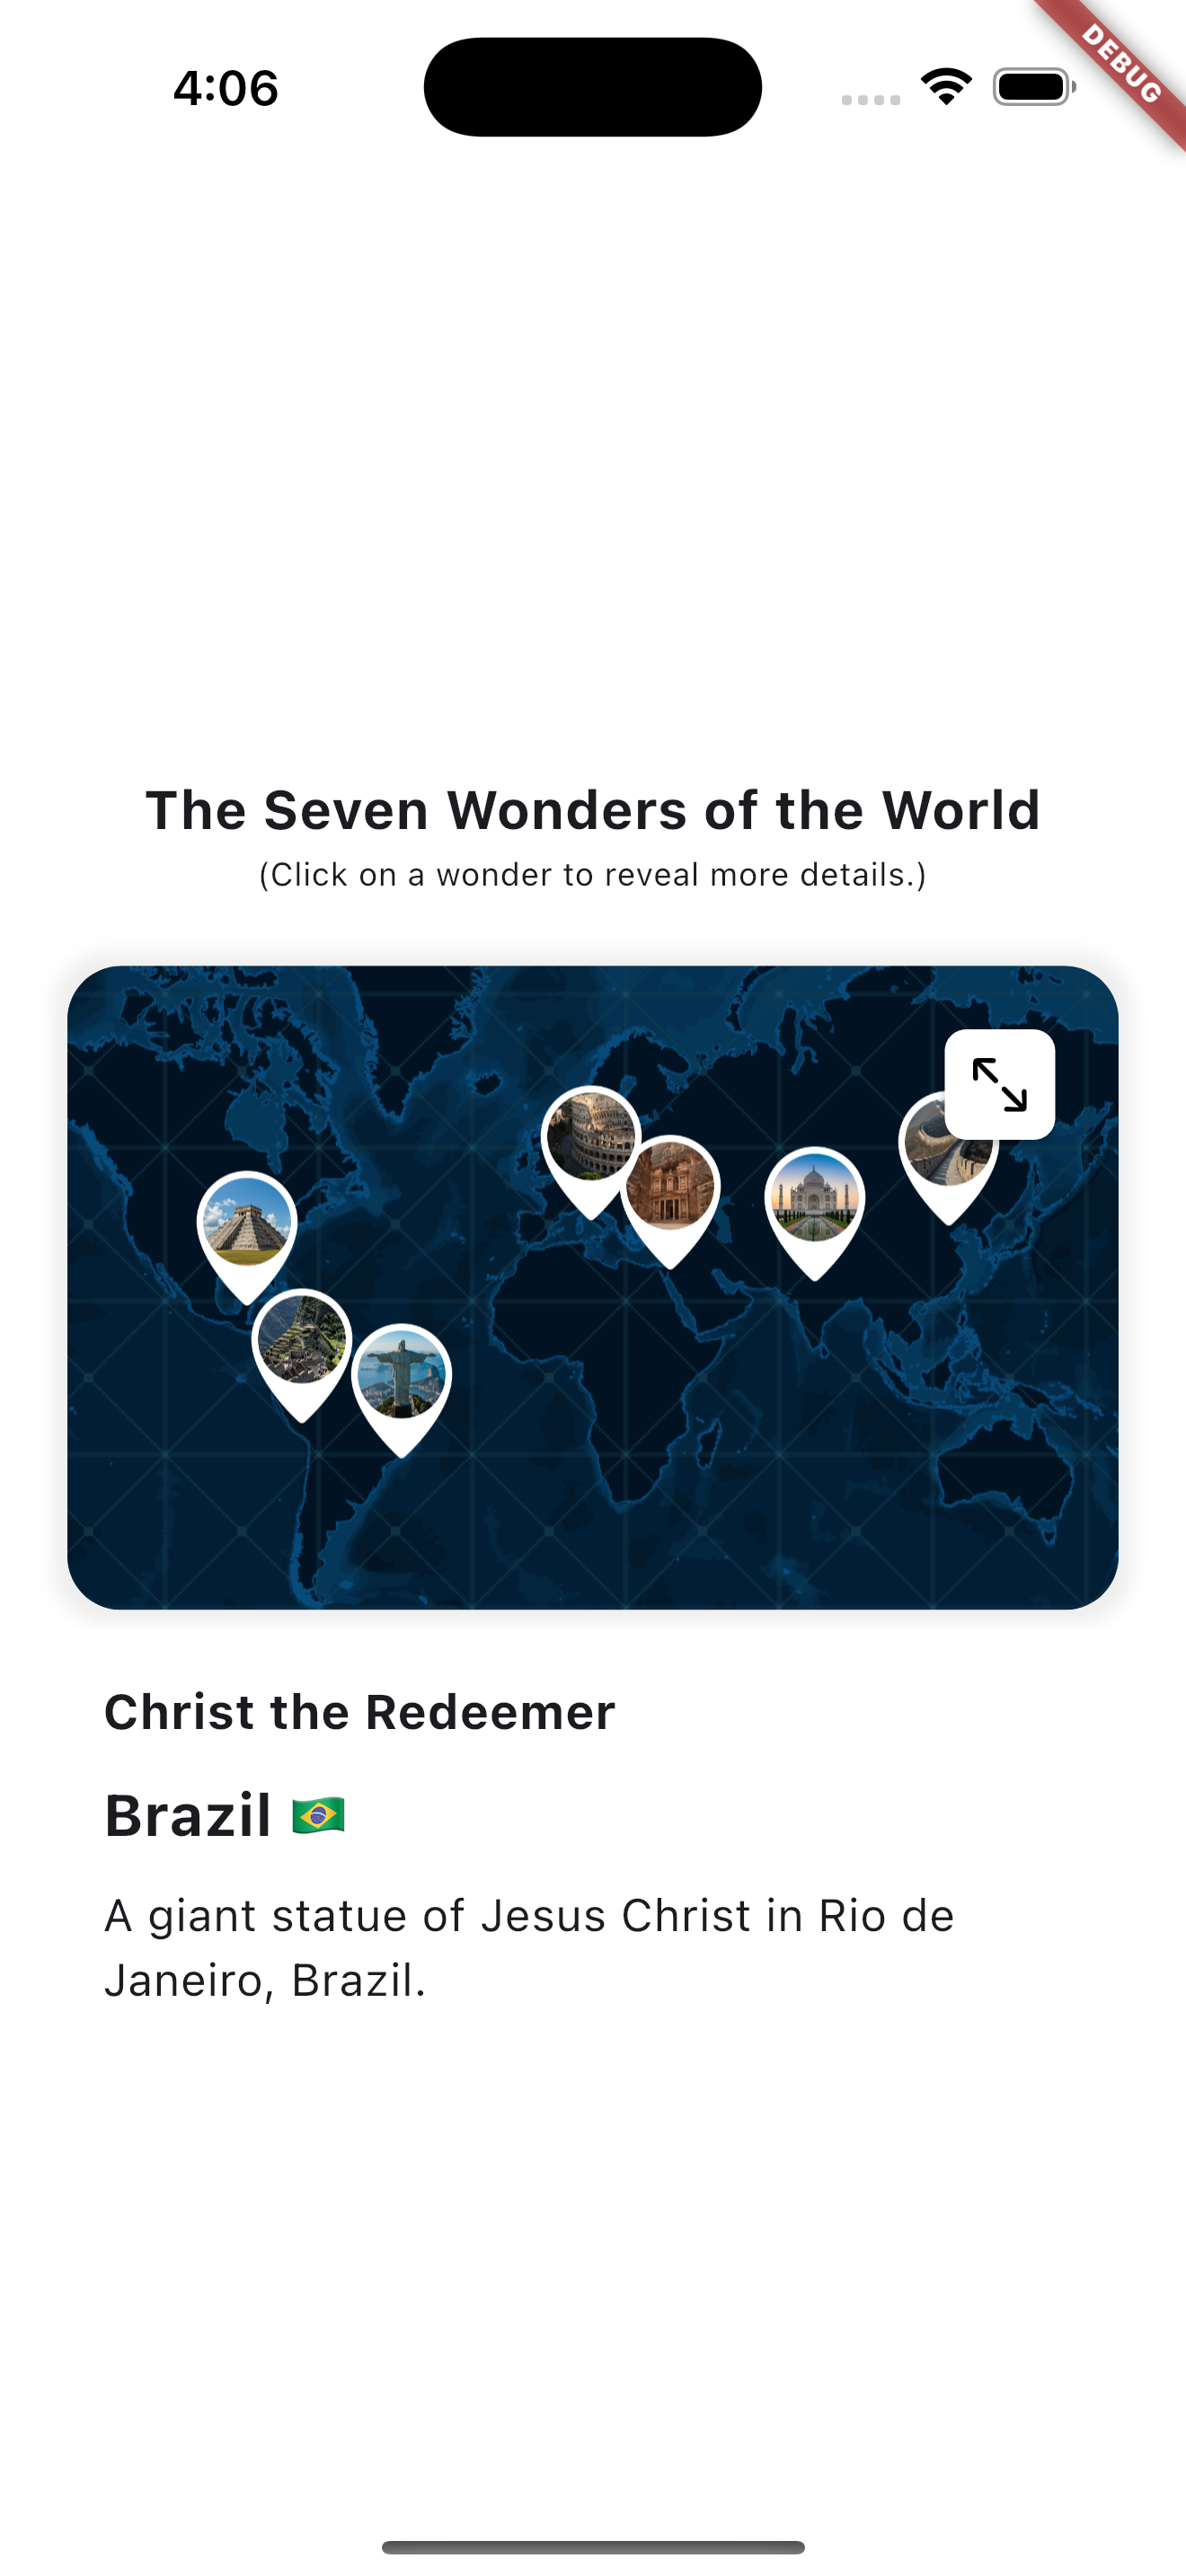 4:06
DEBUG
The Seven Wonders of the World
(Click on a wonder to reveal more details.)
Christ the Redeemer
Brazil 🇧🇷
A giant statue of Jesus Christ in Rio de
Janeiro, Brazil.